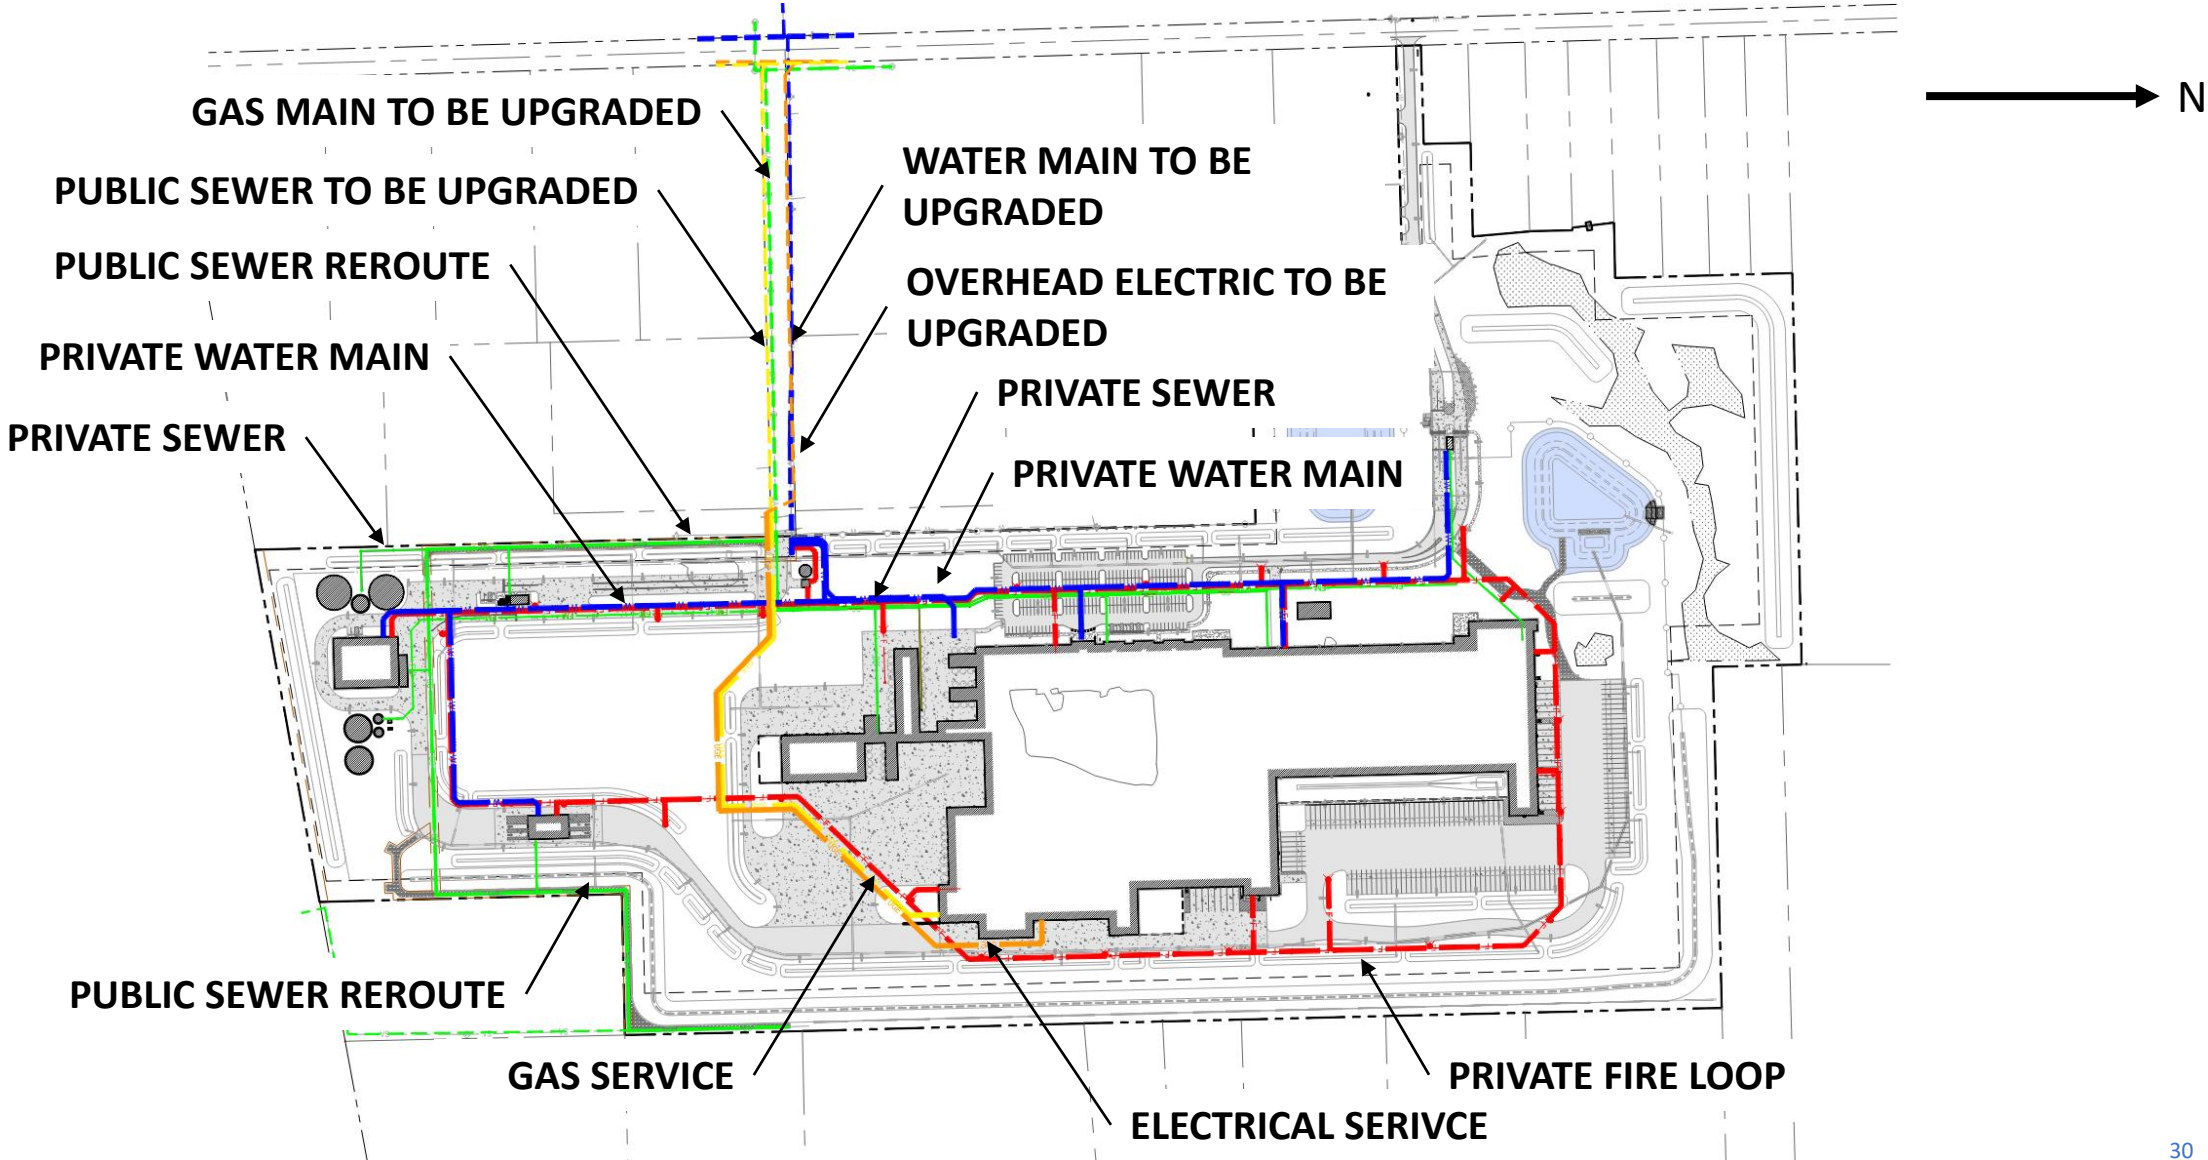 N
GAS MAIN TO BE UPGRADED
WATER MAIN TO BE
UPGRADED
PUBLIC SEWER TO BE UPGRADED
PUBLIC SEWER REROUTE
OVERHEAD ELECTRIC TO BE
UPGRADED
PRIVATE WATER MAIN
PRIVATE SEWER
PRIVATE SEWER
PRIVATE WATER MAIN
PUBLIC SEWER REROUTE
GAS SERVICE
PRIVATE FIRE LOOP
ELECTRICAL SERIVCE
30